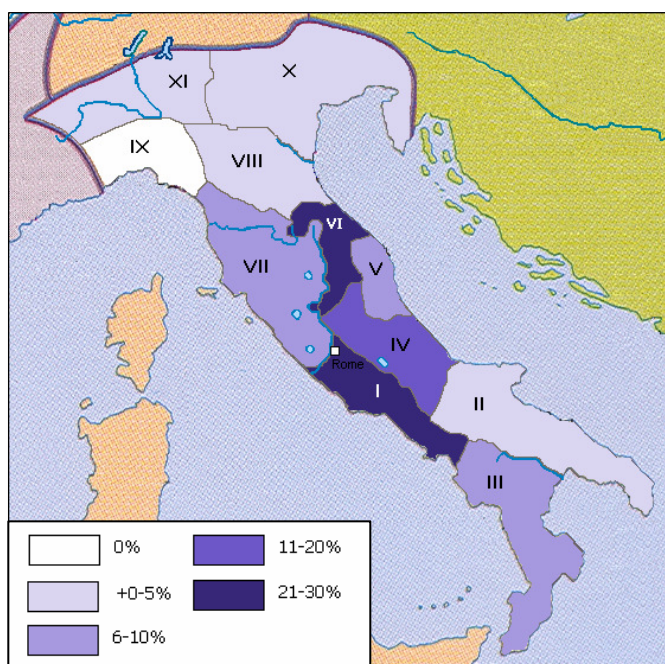 XI
X
IX
VIII
VI
VII
V
IV
Rome
I
II
III
0%
11-20%
+0-5%
21-30%
6-10%